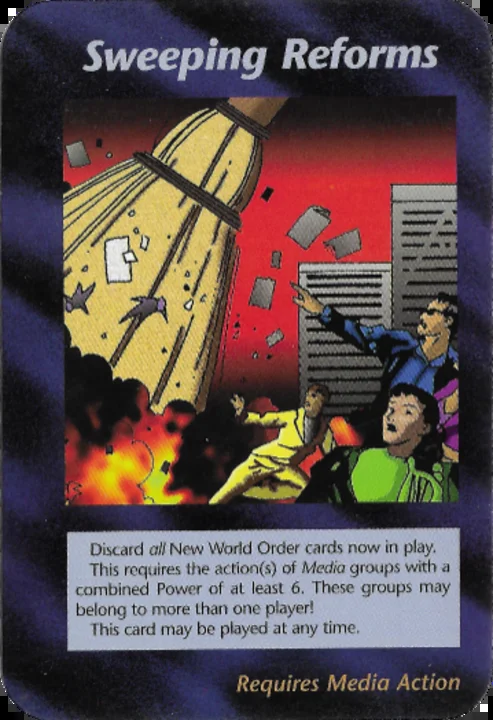 Sweeping Reforms
Discard all New World Order cards now in play.
This requires the action(s) of Media groups with a
combined Power of at least 6. These groups may
belong to more than one player!
This card may be played at any time.
Requires Media Action